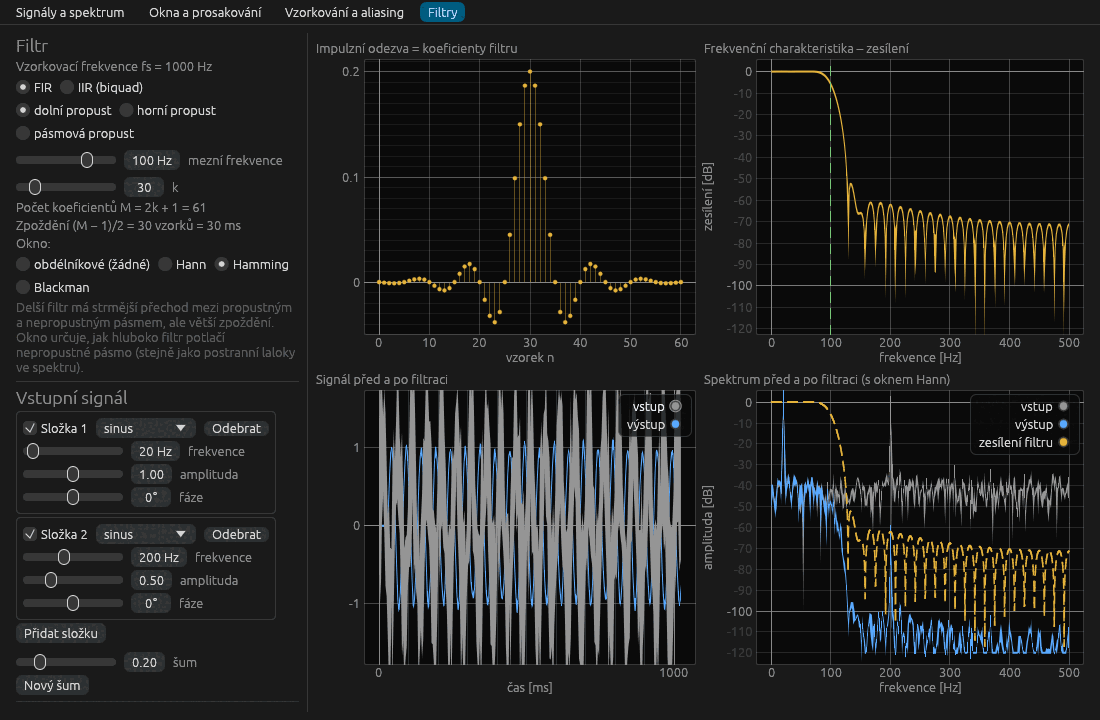 Signály a spektrum Okna a prosakování Vzorkování a aliasing Filtry
Filtr
Vzorkovací frekvence fs = 1000 Hz
FIR IIR (biquad)
dolní propust horní propust
pásmová propust
100 Hz mezní frekvence
30 k
Počet koeficientů M = 2k + 1 = 61
Zpoždění (M − 1)/2 = 30 vzorků = 30 ms
Okno:
obdélníkové (žádné) Hann Hamming
Blackman
Delší filtr má strmější přechod mezi propustným
a nepropustným pásmem, ale větší zpoždění.
Okno určuje, jak hluboko filtr potlačí
nepropustné pásmo (stejně jako postranní laloky
ve spektru).
Vstupní signál
Složka 1 sinus Odebrat
20 Hz frekvence
1.00 amplituda
0° fáze
Složka 2 sinus Odebrat
200 Hz frekvence
0.50 amplituda
0° fáze
Přidat složku
0.20 šum
Nový šum
Impulzní odezva = koeficienty filtru
0.2
0.1
0
0 10 20 30 40 50 60
vzorek n
Frekvenční charakteristika – zesílení
zesílení [dB]
0
-10
-20
-30
-40
-50
-60
-70
-80
-90
-100
-110
-120
0 100 200 300 400 500
frekvence [Hz]
Signál před a po filtraci
vstup
výstup
1
0
-1
0 1000
čas [ms]
Spektrum před a po filtraci (s oknem Hann)
vstup
výstup
zesílení filtru
amplituda [dB]
0
-10
-20
-30
-40
-50
-60
-70
-80
-90
-100
-110
-120
0 100 200 300 400 500
frekvence [Hz]